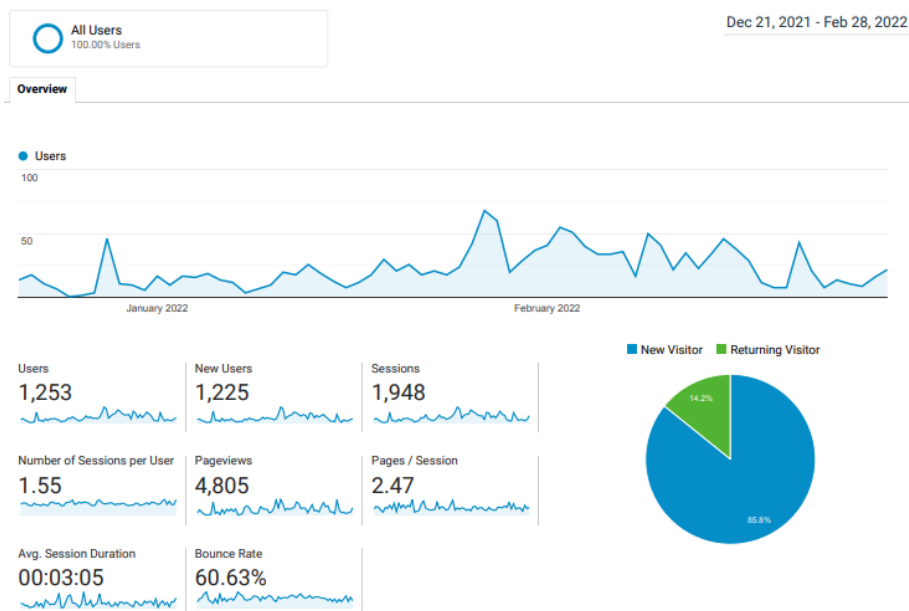 All Users
100.00% Users
Dec 21, 2021 - Feb 28, 2022
Overview
Users
100
50
January 2022
February 2022
Users
1,253
New Users
1,225
Sessions
1,948
Number of Sessions per User
1.55
Pageviews
4,805
Pages / Session
2.47
Avg. Session Duration
00:03:05
Bounce Rate
60.63%
New Visitor
Returning Visitor
14.2%
85.8%